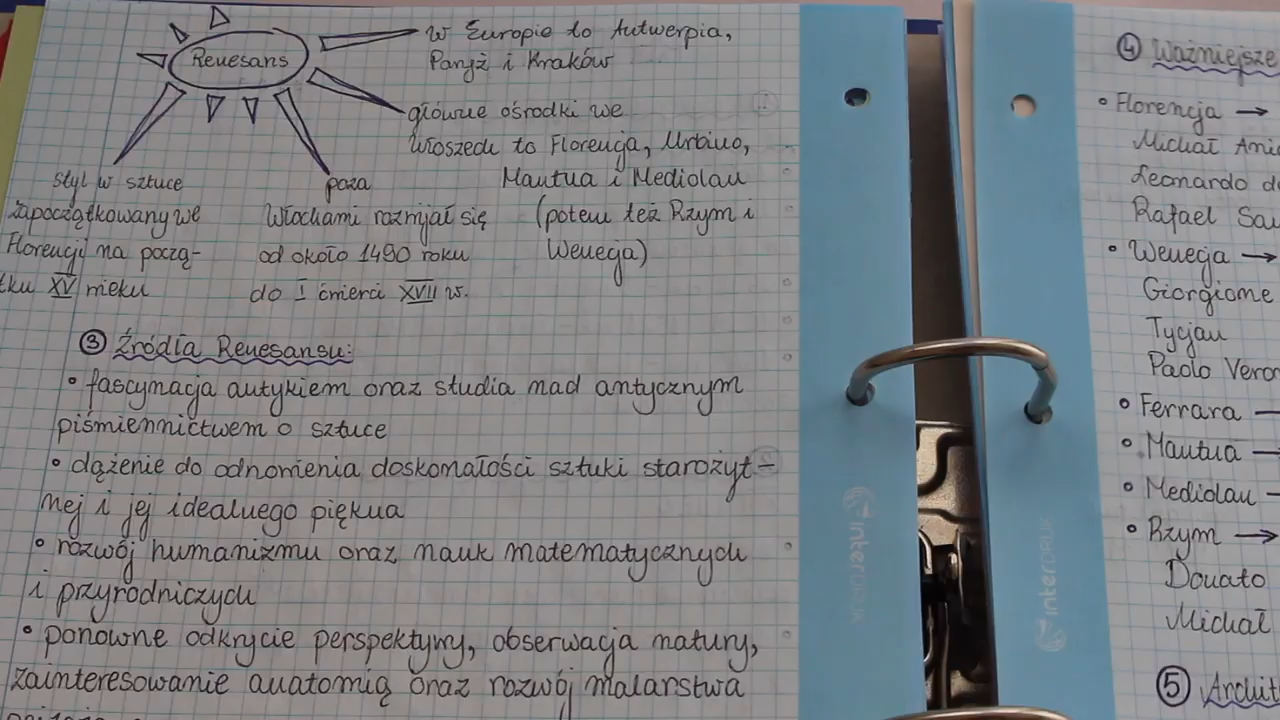 Renesans
w Europie to Antwerpia,
Paryż i Kraków
główne ośrodki we
Włoszech to Florencja, Urbino,
Mantua i Mediolan
(potem też Rzym i
Wenecja)
styl w sztuce
zapoczątkowany we
Florencji na począ-
tku XV wieku
poza
Włochami rozwijał się
od około 1490 roku
do I ćwierci XVII w.
3 Źródła Renesansu:
• fascynacja antykiem oraz studia nad antycznym
piśmiennictwem o sztuce
• dążenie do odnowienia doskonałości sztuki starożyt-
nej i jej idealnego piękna
• rozwój humanizmu oraz nauk matematycznych
i przyrodniczych
• ponowne odkrycie perspektywy, obserwacja natury,
zainteresowanie anatomią oraz rozwój malarstwa
interDRUK
interDRUK
4 Ważniejsze
• Florencja →
Michał Ani
Leonardo d
Rafael San
• Wenecja →
Giorgione
Tycjan
Paolo Veron
• Ferrara —
• Mantua —
• Mediolan —
• Rzym →
Donato
Michał
5 Archit